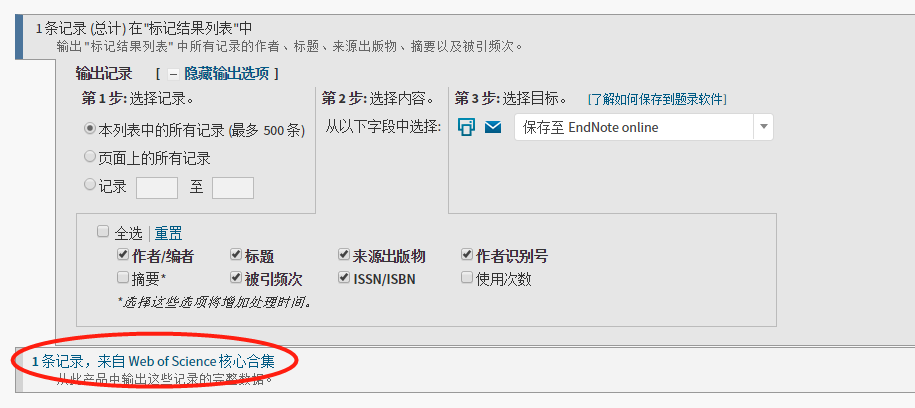 1 条记录 (总计) 在"标记结果列表"中
输出 "标记结果列表" 中所有记录的作者、标题、来源出版物、摘要以及被引频次。
输出记录 [ – 隐藏输出选项 ]
第 1 步: 选择记录。 第 2 步: 选择内容。 第 3 步: 选择目标。 [了解如何保存到题录软件]
本列表中的所有记录 (最多 500 条) 从以下字段中选择: 保存至 EndNote online
页面上的所有记录
记录 至
全选 | 重置
作者/编者 标题 来源出版物 作者识别号
摘要* 被引频次 ISSN/ISBN 使用次数
*选择这些选项将增加处理时间。
1 条记录，来自 Web of Science 核心合集
从此产品中输出这些记录的完整数据。